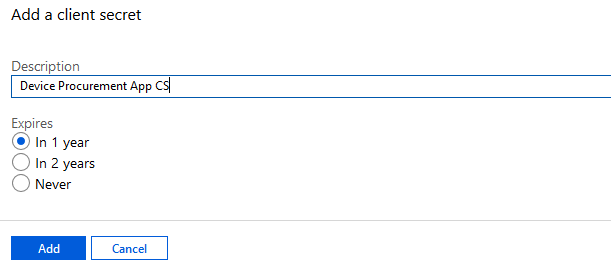 Add a client secret
Description
Device Procurement App CS
Expires
In 1 year
In 2 years
Never
Add Cancel